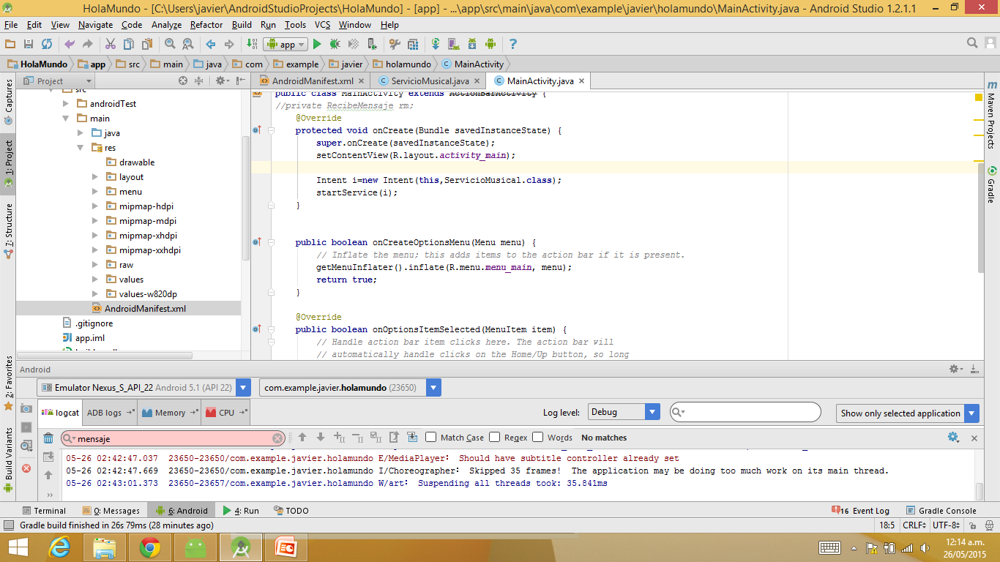 HolaMundo - [C:\Users\javier\AndroidStudioProjects\HolaMundo] - [app] - ...\app\src\main\java\com\example\javier\holamundo\MainActivity.java - Android Studio 1.2.1.1
File Edit View Navigate Code Analyze Refactor Build Run Tools VCS Window Help
app
HolaMundo app src main java com example javier holamundo MainActivity
Project
AndroidManifest.xml ServicioMusical.java MainActivity.java
Captures
1: Project
7: Structure
2: Favorites
Build Variants
src
androidTest
main
java
res
drawable
layout
menu
mipmap-hdpi
mipmap-mdpi
mipmap-xhdpi
mipmap-xxhdpi
raw
values
values-w820dp
AndroidManifest.xml
.gitignore
app.iml
public class MainActivity extends ActionBarActivity {
//private RecibeMensaje rm;
@Override
protected void onCreate(Bundle savedInstanceState) {
super.onCreate(savedInstanceState);
setContentView(R.layout.activity_main);
Intent i=new Intent(this,ServicioMusical.class);
startService(i);
}
public boolean onCreateOptionsMenu(Menu menu) {
// Inflate the menu; this adds items to the action bar if it is present.
getMenuInflater().inflate(R.menu.menu_main, menu);
return true;
}
@Override
public boolean onOptionsItemSelected(MenuItem item) {
// Handle action bar item clicks here. The action bar will
// automatically handle clicks on the Home/Up button, so long
m Maven Projects
Gradle
Android
Emulator Nexus_S_API_22 Android 5.1 (API 22) com.example.javier.holamundo (23650)
logcat ADB logs Memory CPU Log level: Debug Show only selected application
mensaje Match Case Regex Words No matches
05-26 02:42:47.037 23650-23650/com.example.javier.holamundo E/MediaPlayer: Should have subtitle controller already set
05-26 02:42:47.669 23650-23650/com.example.javier.holamundo I/Choreographer: Skipped 35 frames! The application may be doing too much work on its main thread.
05-26 02:43:01.373 23650-23657/com.example.javier.holamundo W/art: Suspending all threads took: 35.841ms
Terminal 0: Messages 6: Android 4: Run TODO 16 Event Log Gradle Console
Gradle build finished in 26s 79ms (28 minutes ago) 18:5 CRLF UTF-8
12:14 a.m.
26/05/2015